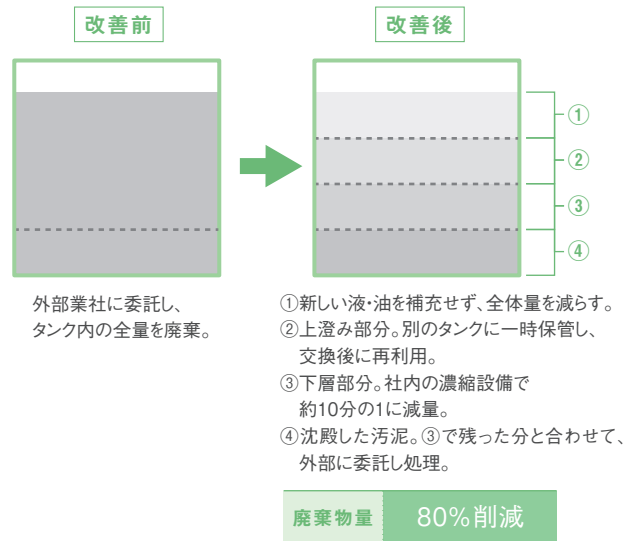 改善前
改善後
①
②
③
④
外部業社に委託し、
タンク内の全量を廃棄。
①新しい液・油を補充せず、全体量を減らす。
②上澄み部分。別のタンクに一時保管し、
交換後に再利用。
③下層部分。社内の濃縮設備で
約10分の1に減量。
④沈殿した汚泥。③で残った分と合わせて、
外部に委託し処理。
廃棄物量 80%削減